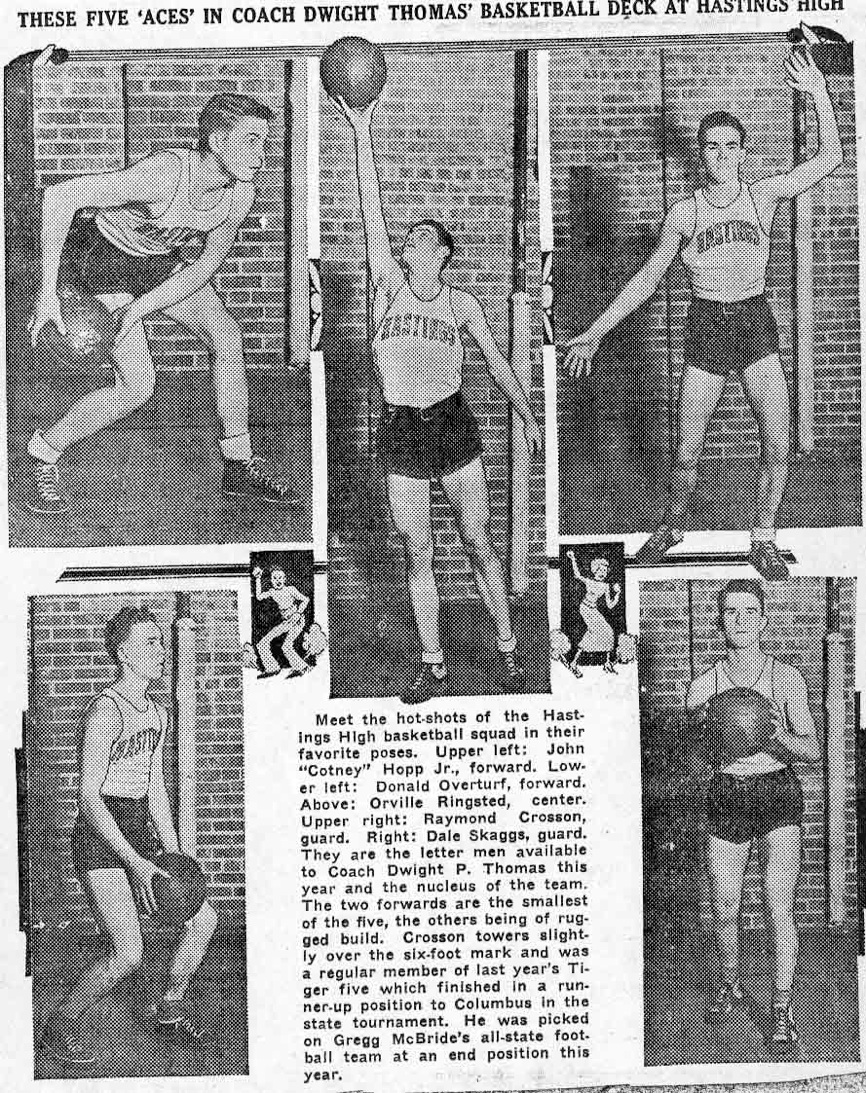 THESE FIVE 'ACES' IN COACH DWIGHT THOMAS' BASKETBALL DECK AT HASTINGS HIGH
HASTINGS
HASTINGS
Meet the hot-shots of the Hast-
ings High basketball squad in their
favorite poses. Upper left: John
"Cotney" Hopp Jr., forward. Low-
er left: Donald Overturf, forward.
Above: Orville Ringsted, center.
Upper right: Raymond Crosson,
guard. Right: Dale Skaggs, guard.
They are the letter men available
to Coach Dwight P. Thomas this
year and the nucleus of the team.
The two forwards are the smallest
of the five, the others being of rug-
ged build. Crosson towers slight-
ly over the six-foot mark and was
a regular member of last year's Ti-
ger five which finished in a run-
ner-up position to Columbus in the
state tournament. He was picked
on Gregg McBride's all-state foot-
ball team at an end position this
year.